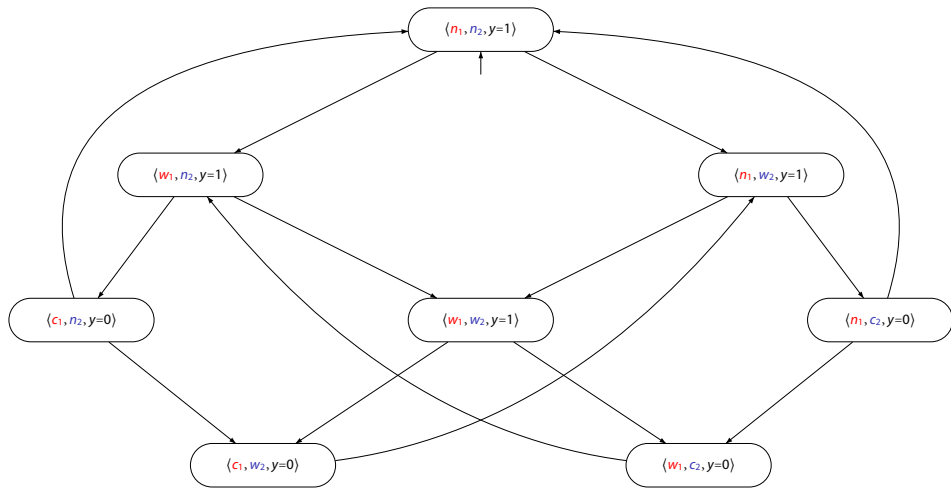 ⟨n₁, n₂, y=1⟩
⟨w₁, n₂, y=1⟩
⟨n₁, w₂, y=1⟩
⟨c₁, n₂, y=0⟩
⟨w₁, w₂, y=1⟩
⟨n₁, c₂, y=0⟩
⟨c₁, w₂, y=0⟩
⟨w₁, c₂, y=0⟩